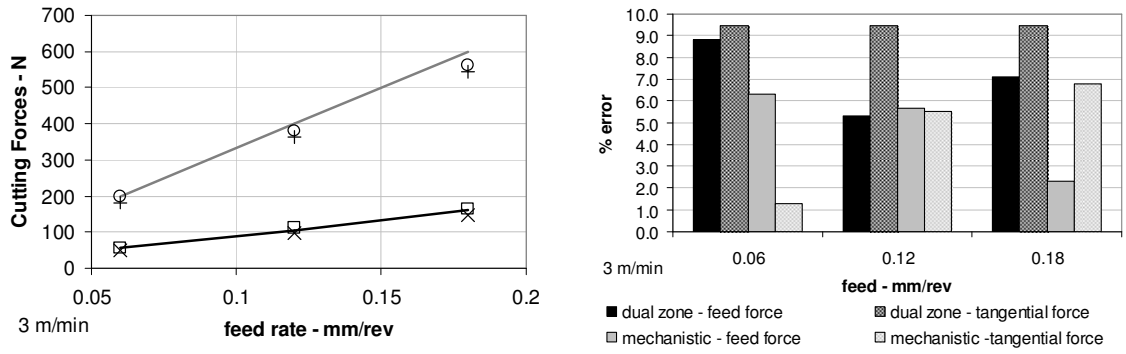 Cutting Forces - N
700
600
500
400
300
200
100
0
0.05
0.1
0.15
0.2
3 m/min
feed rate - mm/rev
% error
10.0
9.0
8.0
7.0
6.0
5.0
4.0
3.0
2.0
1.0
0.0
0.06
0.12
0.18
3 m/min
feed - mm/rev
dual zone - feed force
dual zone - tangential force
mechanistic - feed force
mechanistic -tangential force